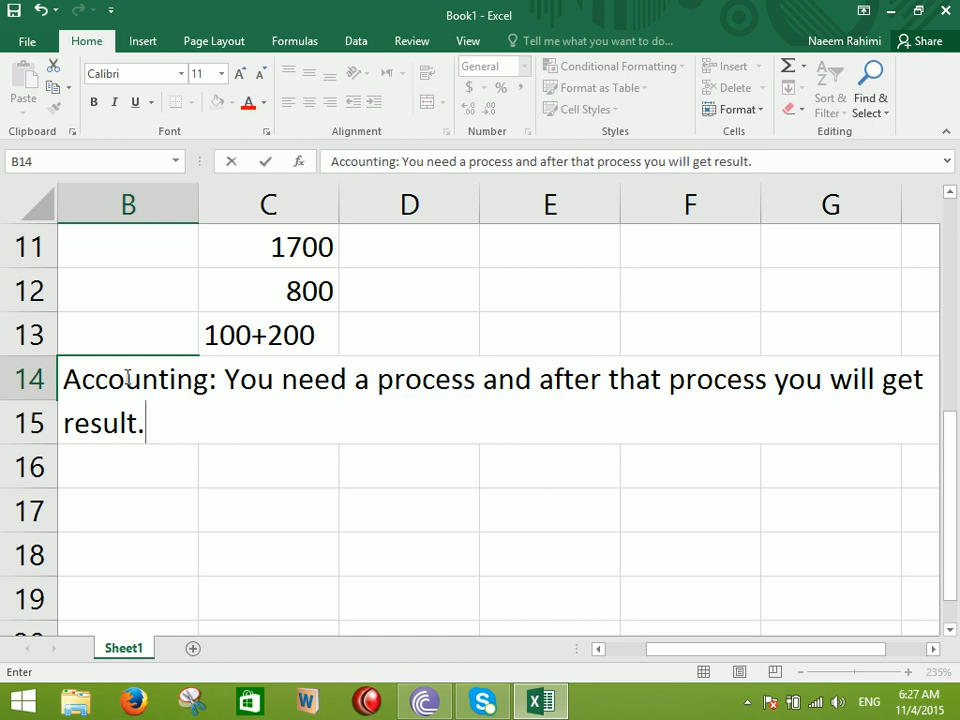 Book1 - Excel
File Home Insert Page Layout Formulas Data Review View Tell me what you want to do... Naeem Rahimi Share
Paste
Calibri 11
B I U
General
$ % ,
Conditional Formatting
Format as Table
Cell Styles
Insert
Delete
Format
Sort & Filter
Find & Select
Clipboard Font Alignment Number Styles Cells Editing
B14 fx Accounting: You need a process and after that process you will get result.
B C D E F G
11 1700
12 800
13 100+200
14 Accounting: You need a process and after that process you will get
15 result.
16
17
18
19
Sheet1
Enter 235%
ENG 6:27 AM
11/4/2015